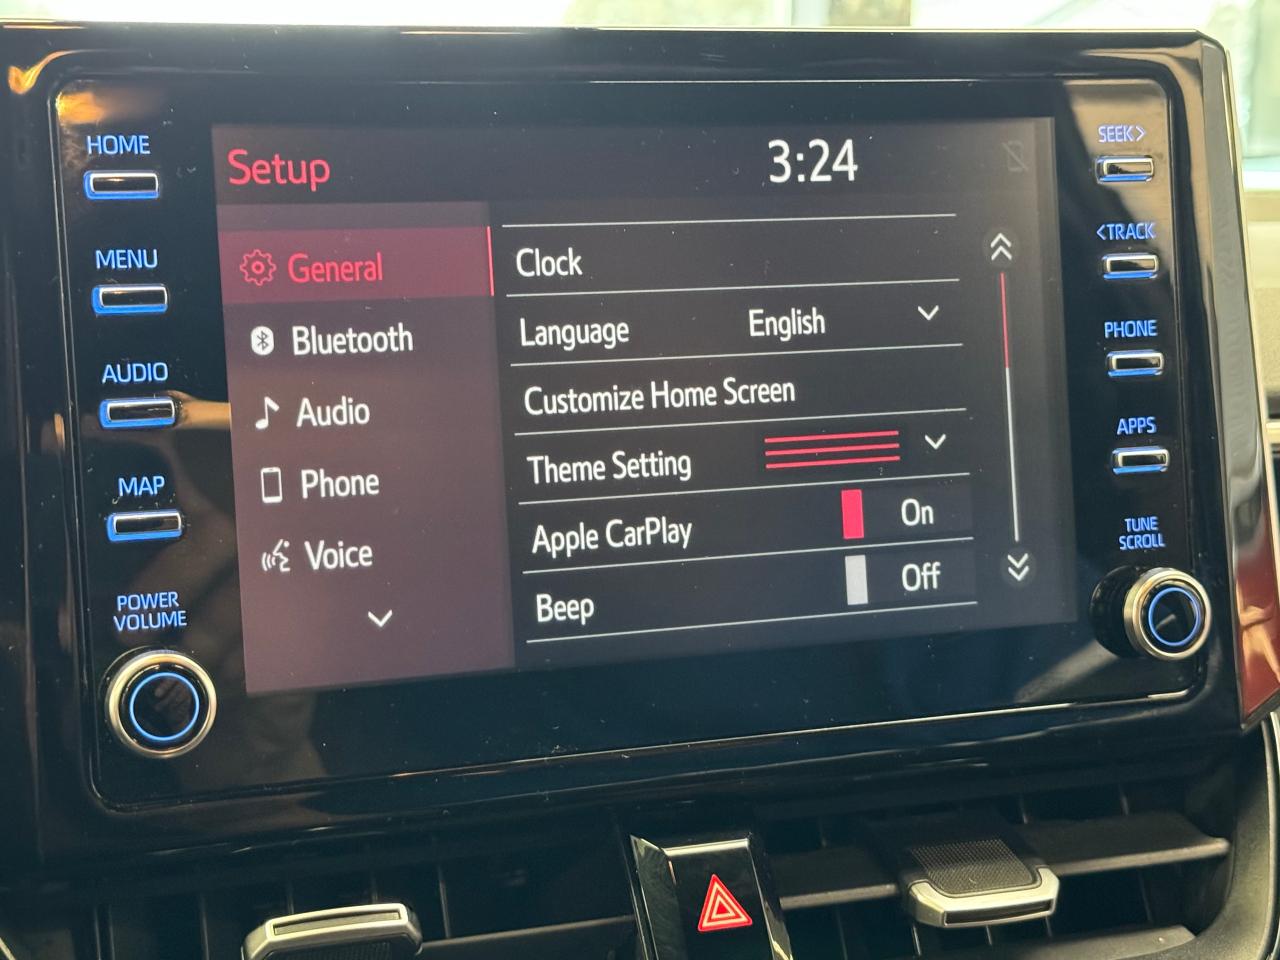 HOME
MENU
AUDIO
MAP
POWER
VOLUME
Setup
3:24
General
Bluetooth
Audio
Phone
Voice
Clock
Language English
Customize Home Screen
Theme Setting
Apple CarPlay On
Beep Off
SEEK>
<TRACK
PHONE
APPS
TUNE
SCROLL